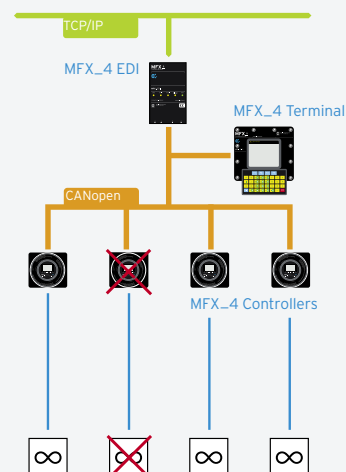 TCP/IP
MFX_4 EDI
MFX_4 Terminal
CANopen
MFX_4 Controllers